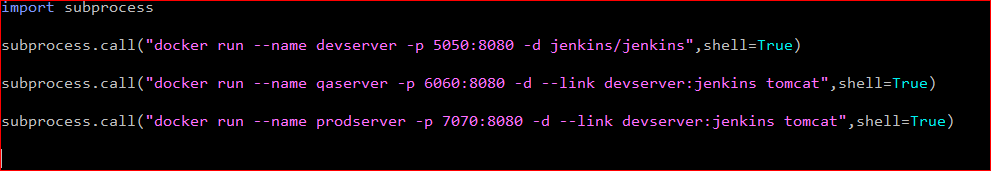 import subprocess
subprocess.call("docker run --name devserver -p 5050:8080 -d jenkins/jenkins",shell=True)
subprocess.call("docker run --name qaserver -p 6060:8080 -d --link devserver:jenkins tomcat",shell=True)
subprocess.call("docker run --name prodserver -p 7070:8080 -d --link devserver:jenkins tomcat",shell=True)